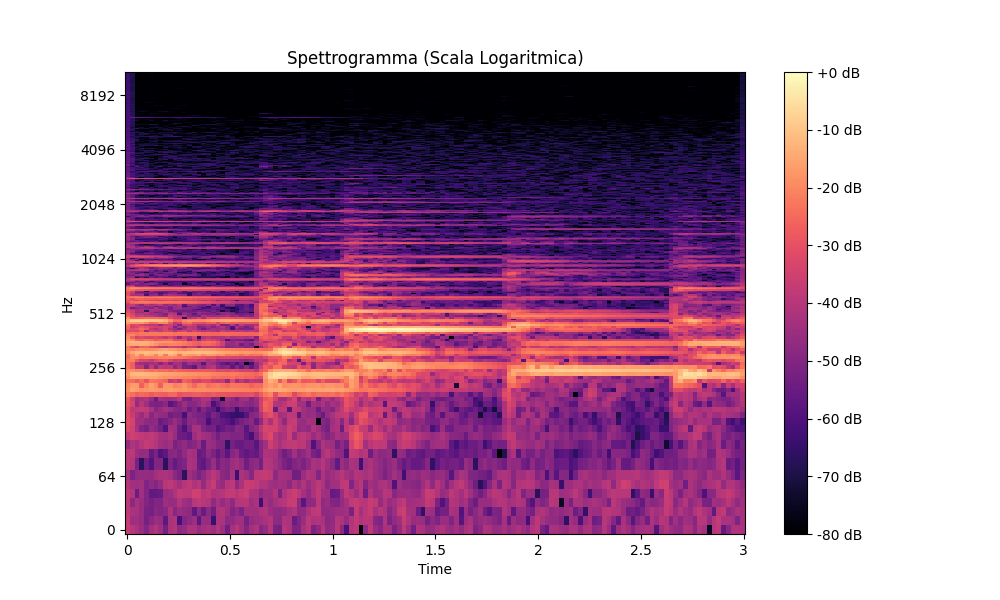 Spettrogramma (Scala Logaritmica)
Hz
8192
4096
2048
1024
512
256
128
64
0
0 0.5 1 1.5 2 2.5 3
Time
+0 dB
-10 dB
-20 dB
-30 dB
-40 dB
-50 dB
-60 dB
-70 dB
-80 dB